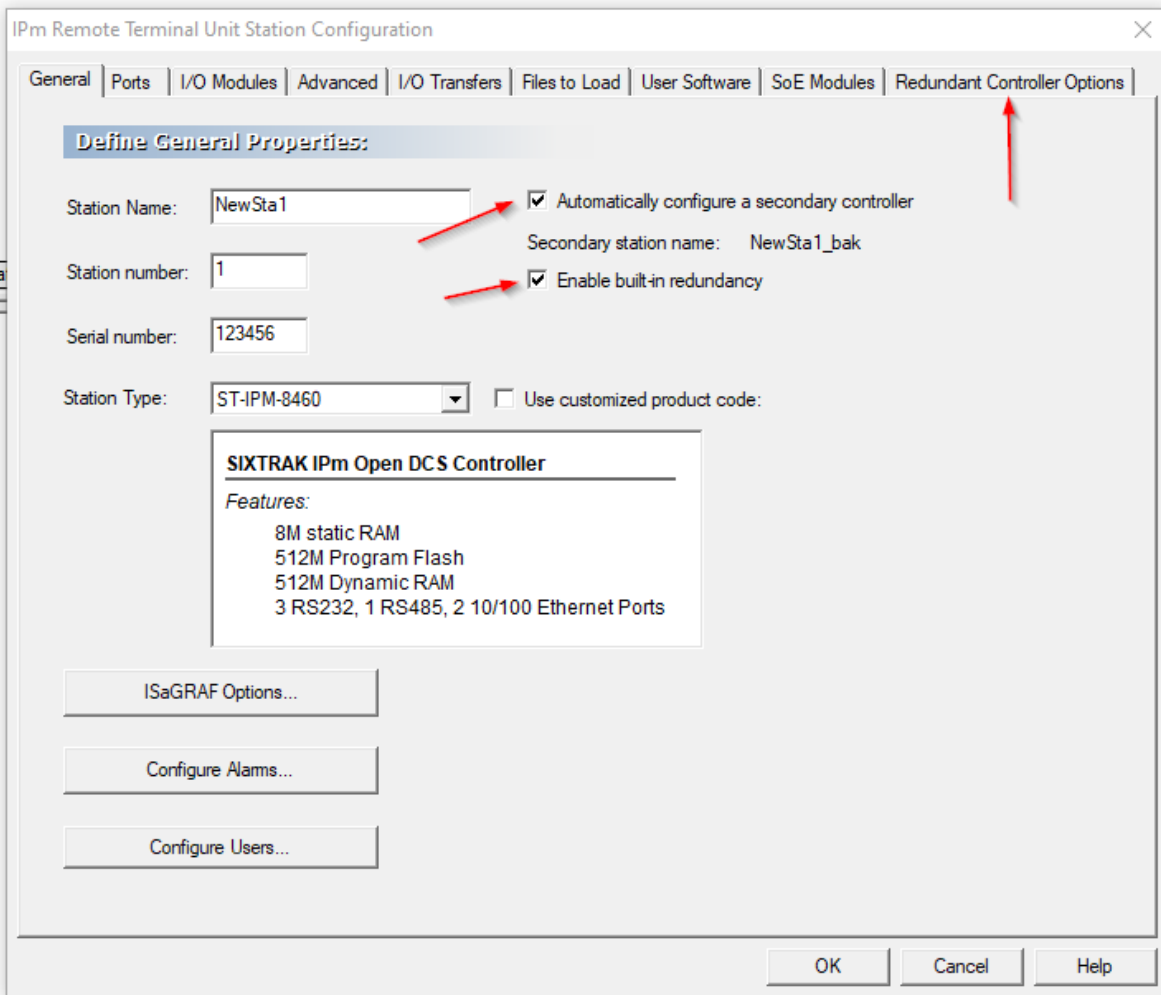 IPm Remote Terminal Unit Station Configuration
General Ports I/O Modules Advanced I/O Transfers Files to Load User Software SoE Modules Redundant Controller Options
Define General Properties:
Station Name: NewSta1
Automatically configure a secondary controller
Secondary station name: NewSta1_bak
Station number: 1
Enable built-in redundancy
Serial number: 123456
Station Type: ST-IPM-8460
Use customized product code:
SIXTRAK IPm Open DCS Controller
Features:
8M static RAM
512M Program Flash
512M Dynamic RAM
3 RS232, 1 RS485, 2 10/100 Ethernet Ports
ISaGRAF Options...
Configure Alarms...
Configure Users...
OK Cancel Help